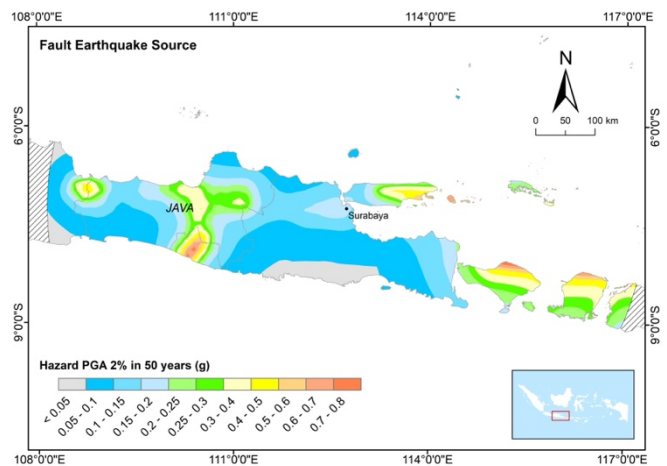 108°0'0"E 111°0'0"E 114°0'0"E 117°0'0"E
Fault Earthquake Source
N
0 50 100 km
6°0'0"S 6°0'0"S
JAVA
Surabaya
9°0'0"S 9°0'0"S
Hazard PGA 2% in 50 years (g)
< 0.05
0.05 - 0.1
0.1 - 0.15
0.15 - 0.2
0.2 - 0.25
0.25 - 0.3
0.3 - 0.4
0.4 - 0.5
0.5 - 0.6
0.6 - 0.7
0.7 - 0.8
108°0'0"E 111°0'0"E 114°0'0"E 117°0'0"E